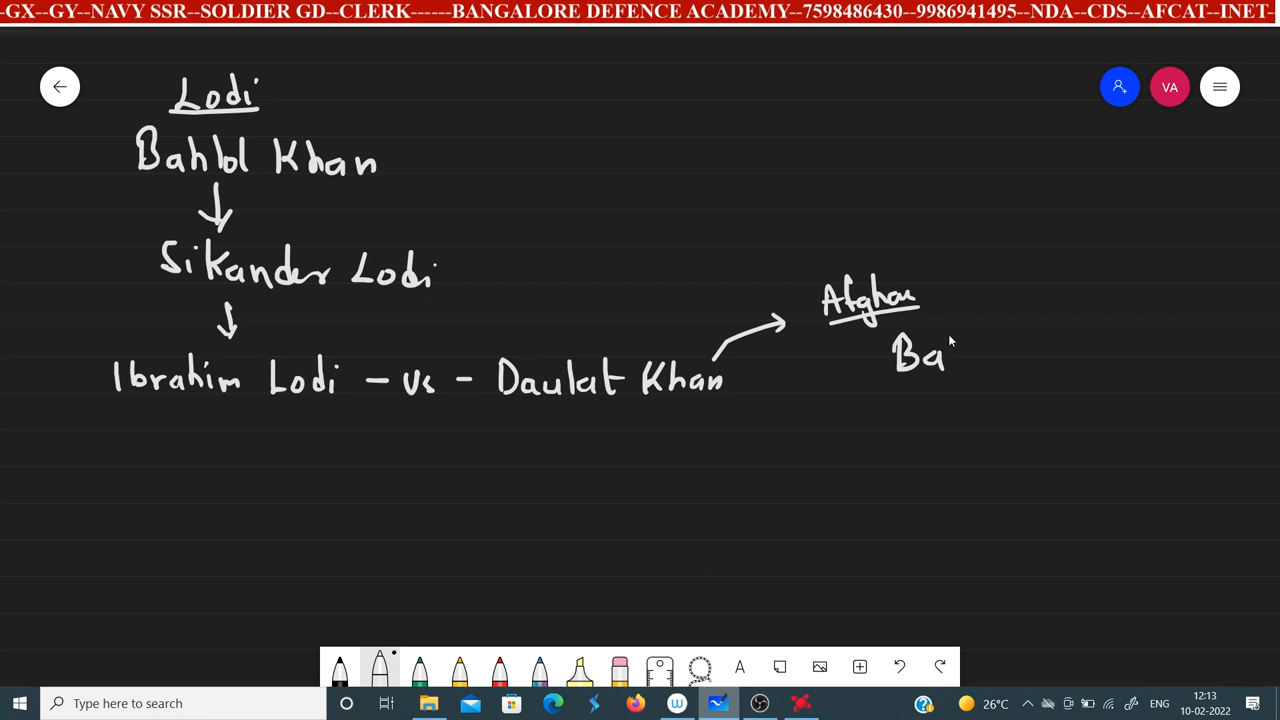 -GX--GY--NAVY SSR--SOLDIER GD--CLERK------BANGALORE DEFENCE ACADEMY--7598486430--9986941495--NDA--CDS--AFCAT--INET-
VA
Lodi
Bahlol Khan
Sikander Lodi
Afghan
Ba
Ibrahim Lodi - vs - Daulat Khan
A
Type here to search
26°C
ENG
12:13
10-02-2022